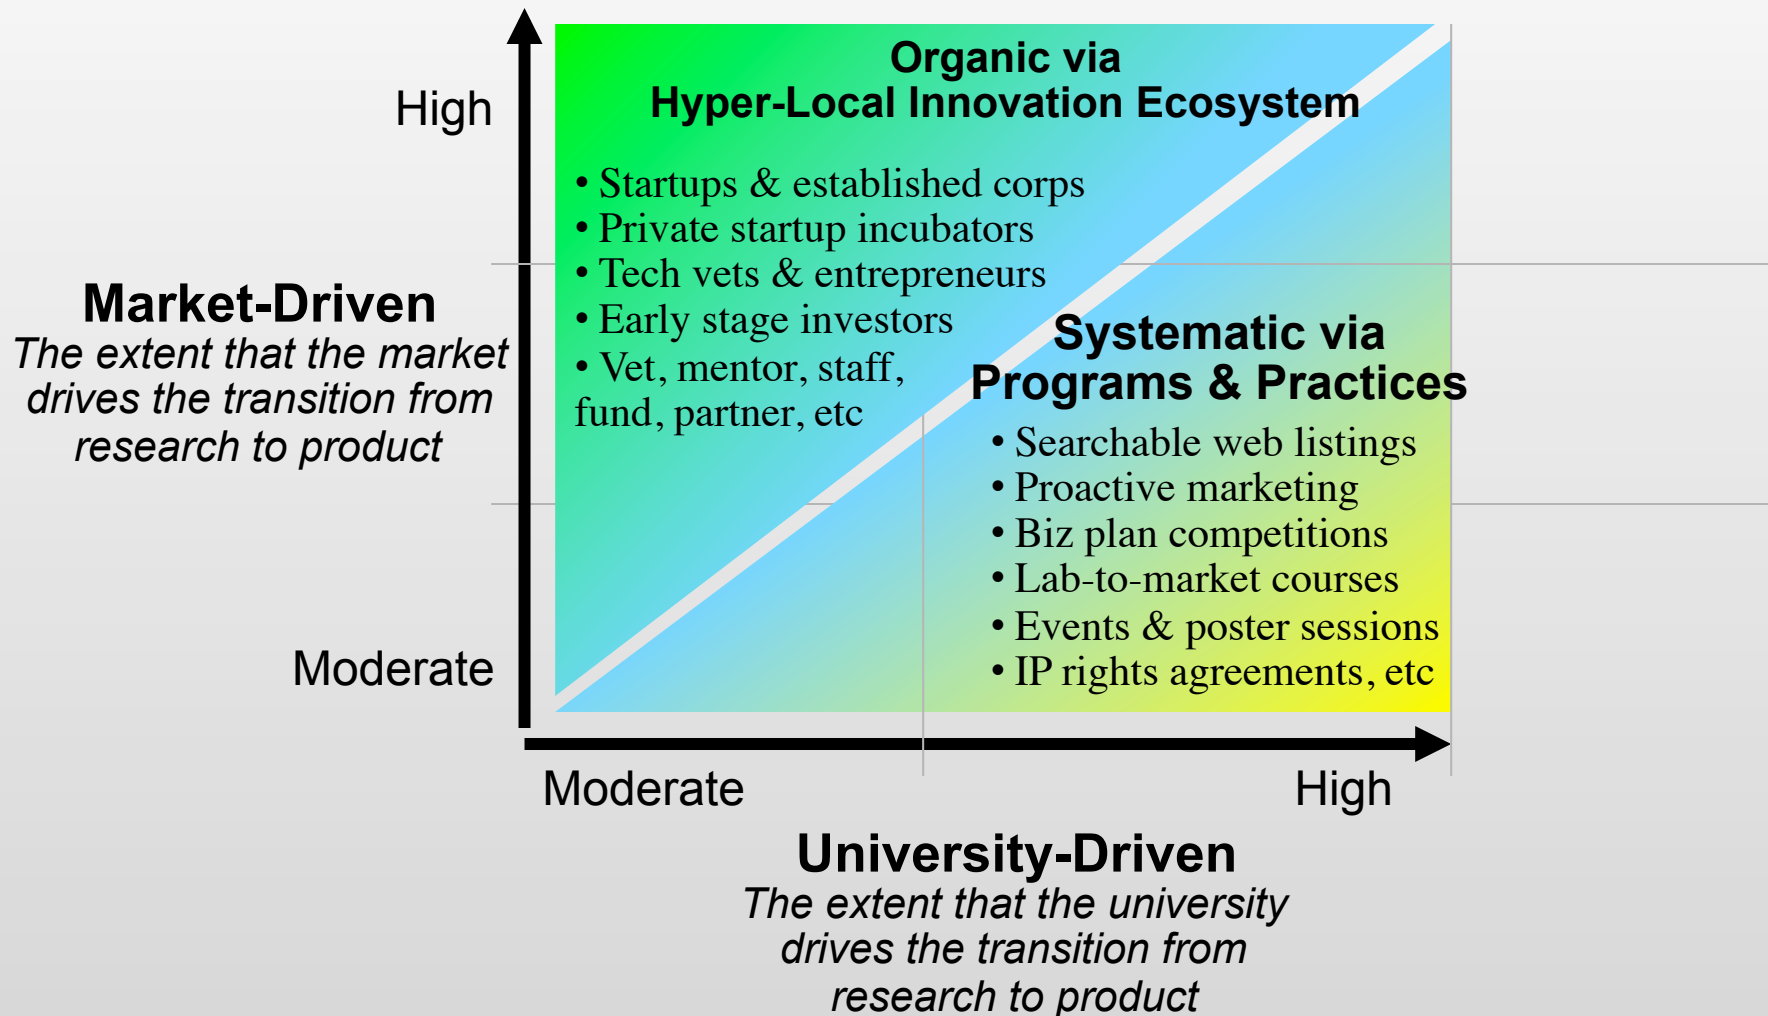 Organic via
Hyper-Local Innovation Ecosystem
High
• Startups & established corps
• Private startup incubators
• Tech vets & entrepreneurs
• Early stage investors
• Vet, mentor, staff,
fund, partner, etc
Market-Driven
The extent that the market
drives the transition from
research to product
Systematic via
Programs & Practices
• Searchable web listings
• Proactive marketing
• Biz plan competitions
• Lab-to-market courses
• Events & poster sessions
• IP rights agreements, etc
Moderate
Moderate
High
University-Driven
The extent that the university
drives the transition from
research to product